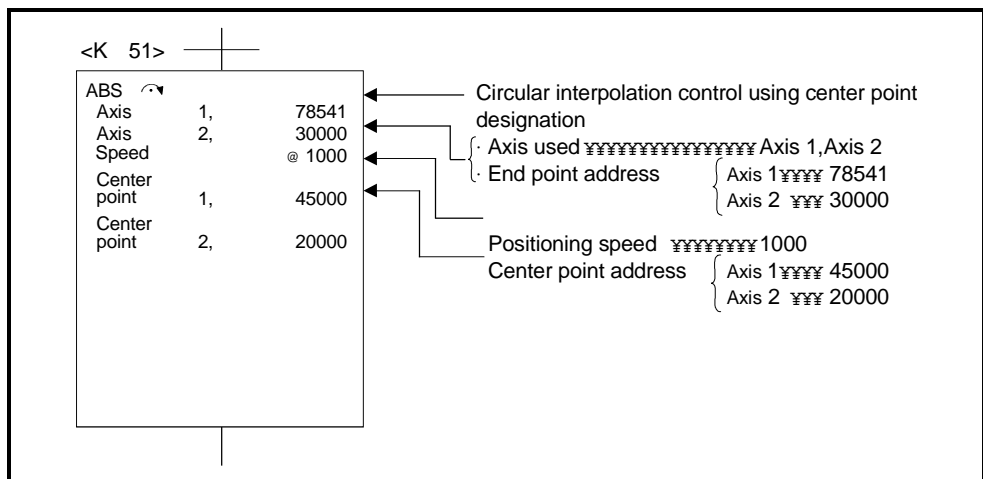 <K 51>
ABS
Axis 1, 78541
Axis 2, 30000
Speed @ 1000
Center
point 1, 45000
Center
point 2, 20000
Circular interpolation control using center point
designation
· Axis used ¥¥¥¥¥¥¥¥¥¥¥¥¥¥¥¥¥ Axis 1,Axis 2
· End point address Axis 1¥¥¥¥ 78541
Axis 2 ¥¥¥ 30000
Positioning speed ¥¥¥¥¥¥¥¥ 1000
Center point address Axis 1¥¥¥¥ 45000
Axis 2 ¥¥¥ 20000